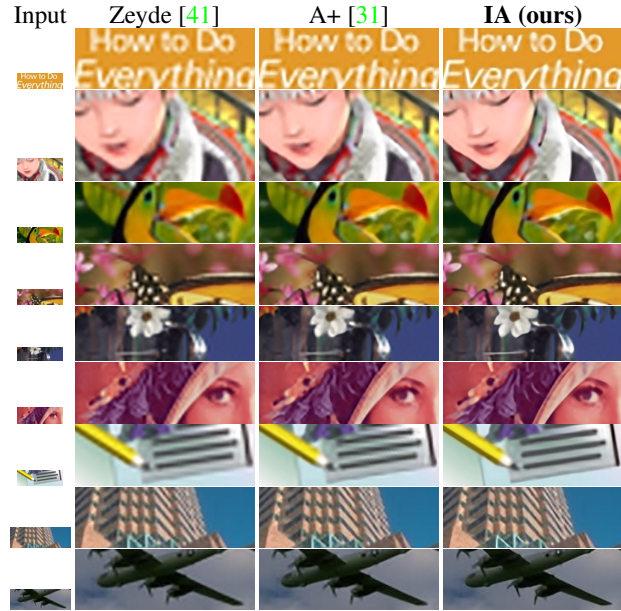 Input Zeyde [41] A+ [31] IA (ours)
How to Do
Everything
How to Do
Everything
How to Do
Everything
How to Do
Everything